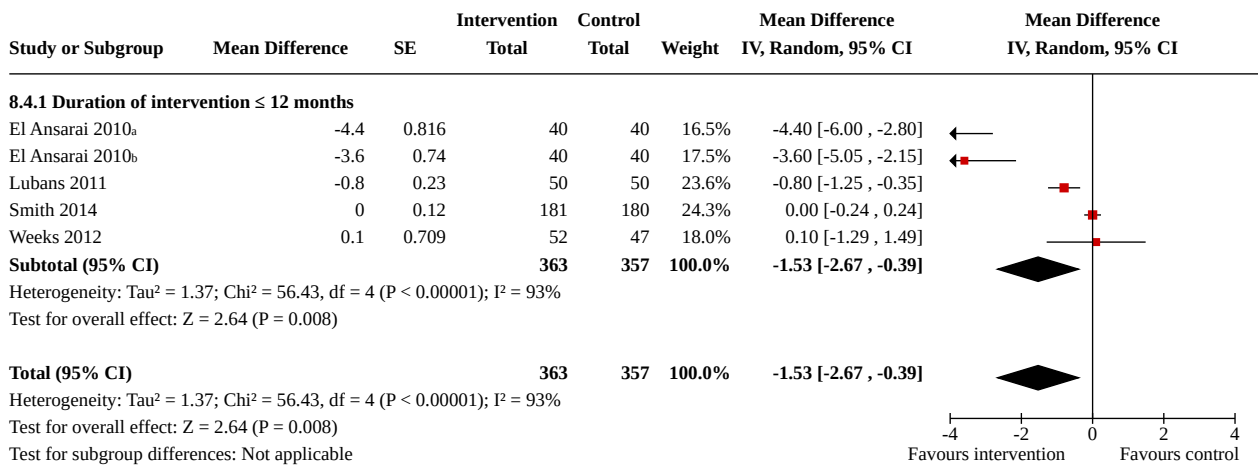 Intervention Control Mean Difference Mean Difference
Study or Subgroup Mean Difference SE Total Total Weight IV, Random, 95% CI IV, Random, 95% CI
8.4.1 Duration of intervention ≤ 12 months
El Ansarai 2010a -4.4 0.816 40 40 16.5% -4.40 [-6.00 , -2.80]
El Ansarai 2010b -3.6 0.74 40 40 17.5% -3.60 [-5.05 , -2.15]
Lubans 2011 -0.8 0.23 50 50 23.6% -0.80 [-1.25 , -0.35]
Smith 2014 0 0.12 181 180 24.3% 0.00 [-0.24 , 0.24]
Weeks 2012 0.1 0.709 52 47 18.0% 0.10 [-1.29 , 1.49]
Subtotal (95% CI) 363 357 100.0% -1.53 [-2.67 , -0.39]
Heterogeneity: Tau² = 1.37; Chi² = 56.43, df = 4 (P < 0.00001); I² = 93%
Test for overall effect: Z = 2.64 (P = 0.008)
Total (95% CI) 363 357 100.0% -1.53 [-2.67 , -0.39]
Heterogeneity: Tau² = 1.37; Chi² = 56.43, df = 4 (P < 0.00001); I² = 93%
Test for overall effect: Z = 2.64 (P = 0.008)
-4 -2 0 2 4
Test for subgroup differences: Not applicable Favours intervention Favours control